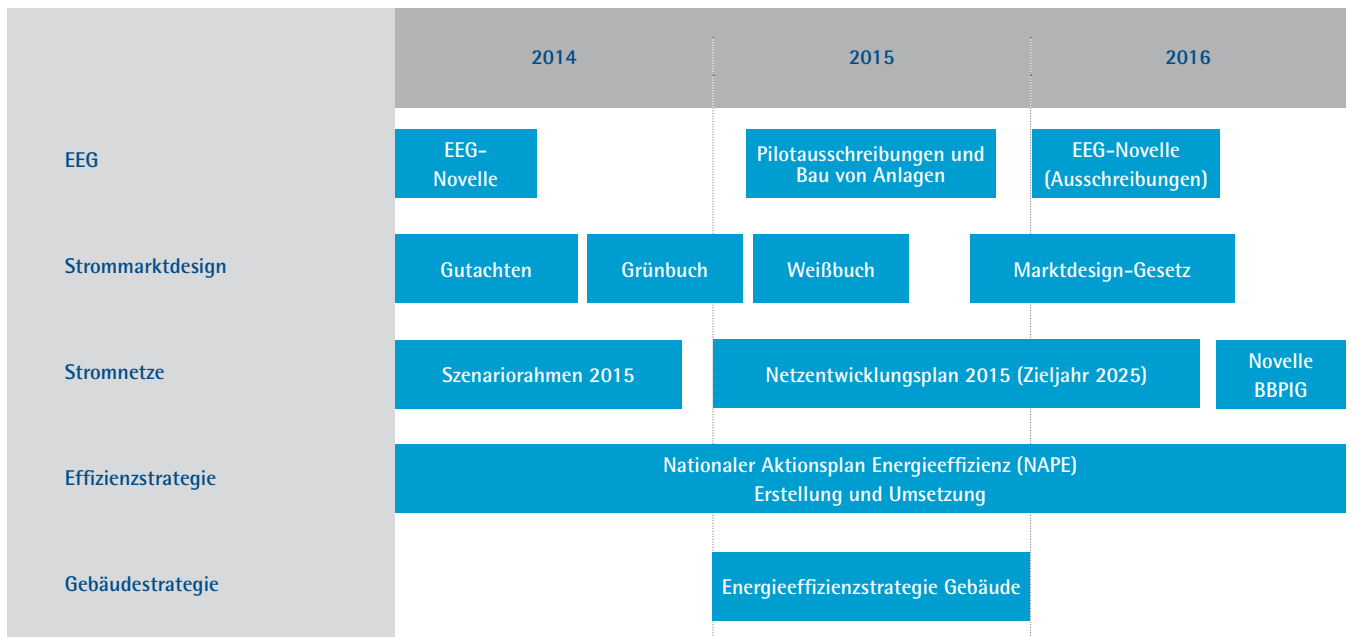 2014
2015
2016
EEG
EEG-
Novelle
Pilotausschreibungen und
Bau von Anlagen
EEG-Novelle
(Ausschreibungen)
Strommarktdesign
Gutachten
Grünbuch
Weißbuch
Marktdesign-Gesetz
Stromnetze
Szenariorahmen 2015
Netzentwicklungsplan 2015 (Zieljahr 2025)
Novelle
BBPlG
Effizienzstrategie
Nationaler Aktionsplan Energieeffizienz (NAPE)
Erstellung und Umsetzung
Gebäudestrategie
Energieeffizienzstrategie Gebäude